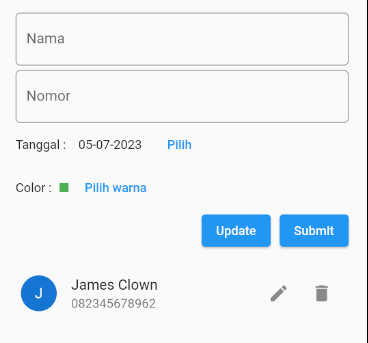 Nama
Nomor
Tanggal : 05-07-2023 Pilih
Color : Pilih warna
Update Submit
J
James Clown
082345678962